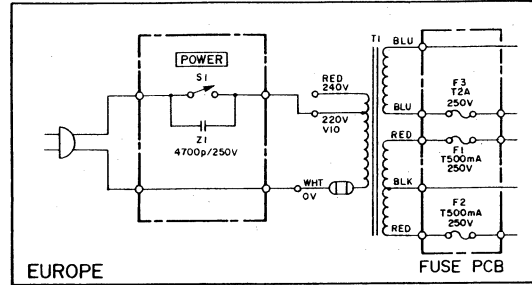 POWER
S1
Z1
4700p/250V
RED
240V
220V
VIO
WHT
0V
T1
BLU
BLU
RED
BLK
RED
F3
T2A
250V
F1
T500mA
250V
F2
T500mA
250V
EUROPE
FUSE PCB